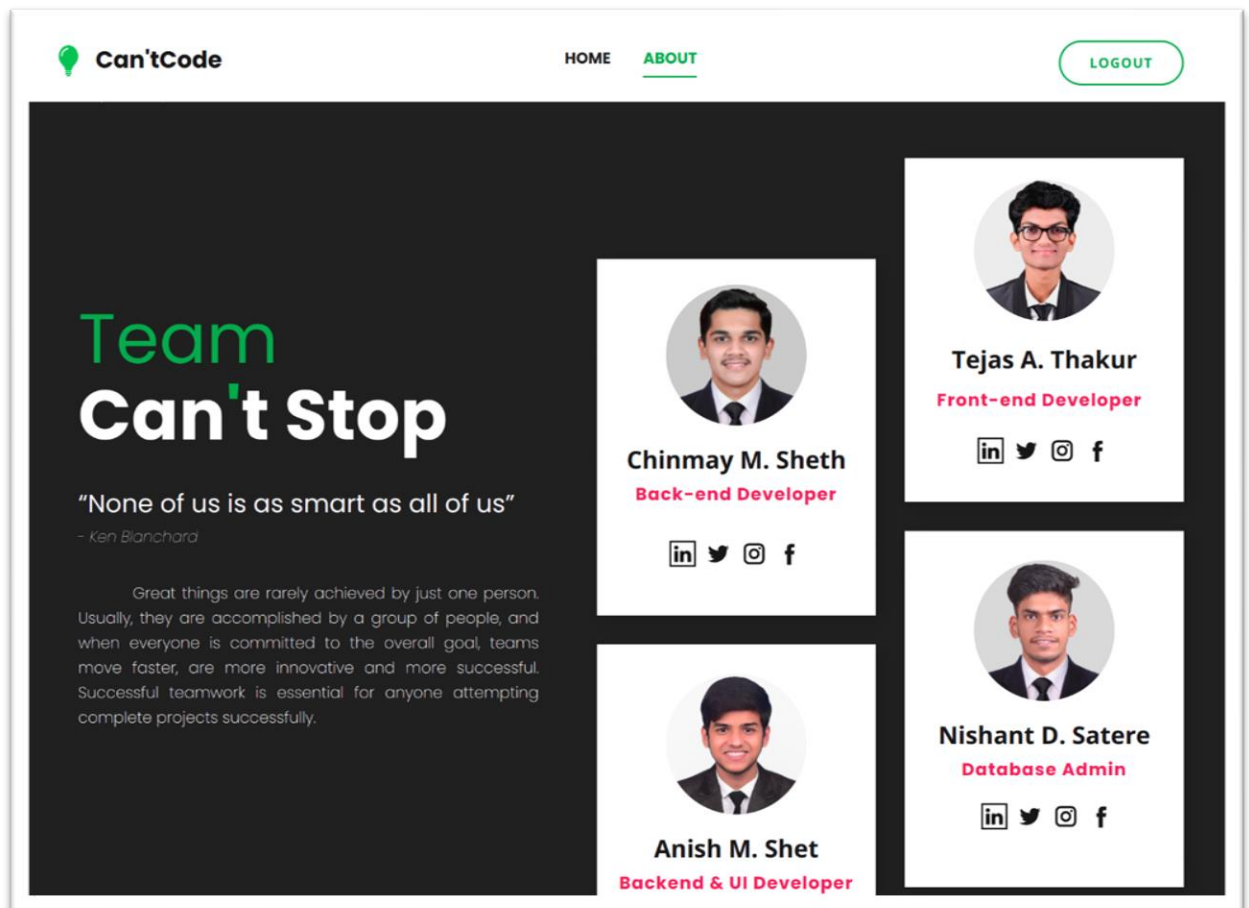 Can'tCode
HOME
ABOUT
LOGOUT
Team
Can't Stop
“None of us is as smart as all of us”
- Ken Blanchard
Great things are rarely achieved by just one person.
Usually, they are accomplished by a group of people, and
when everyone is committed to the overall goal, teams
move faster, are more innovative and more successful.
Successful teamwork is essential for anyone attempting
complete projects successfully.
Chinmay M. Sheth
Back-end Developer
in
f
Anish M. Shet
Backend & UI Developer
Tejas A. Thakur
Front-end Developer
in
f
Nishant D. Satere
Database Admin
in
f